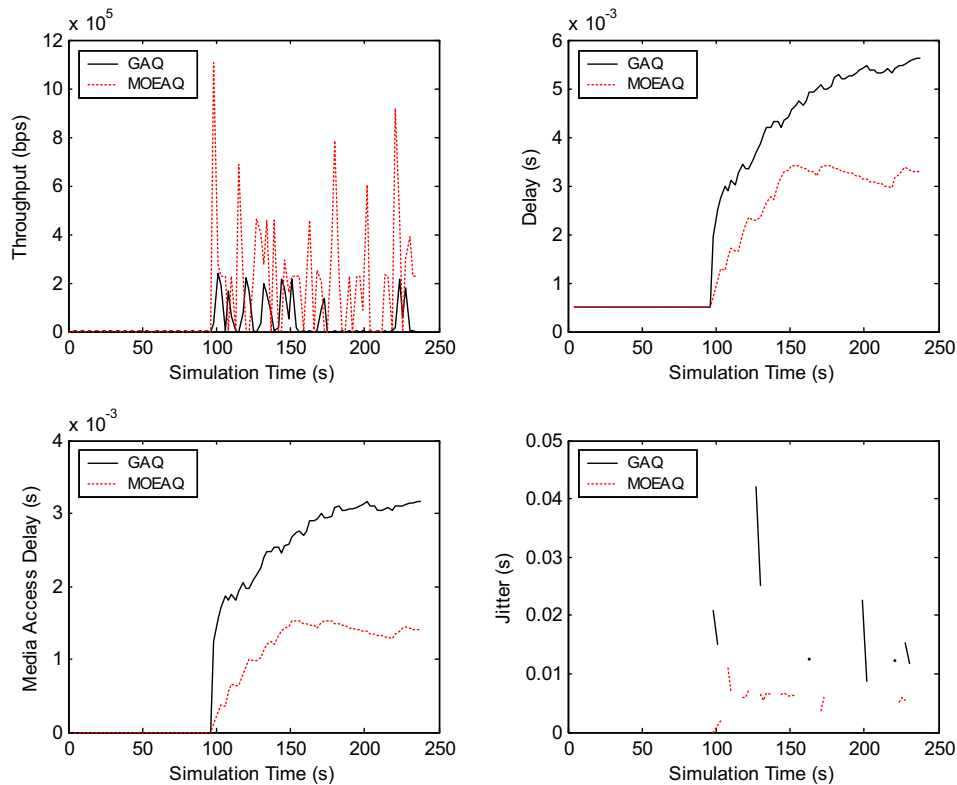 x 10^5
12
10
8
6
4
2
0
GAQ
MOEAQ
Throughput (bps)
0 50 100 150 200 250
Simulation Time (s)
x 10^-3
6
5
4
3
2
1
0
GAQ
MOEAQ
Delay (s)
0 50 100 150 200 250
Simulation Time (s)
x 10^-3
4
3
2
1
0
GAQ
MOEAQ
Media Access Delay (s)
0 50 100 150 200 250
Simulation Time (s)
0.05
0.04
0.03
0.02
0.01
0
GAQ
MOEAQ
Jitter (s)
0 50 100 150 200 250
Simulation Time (s)